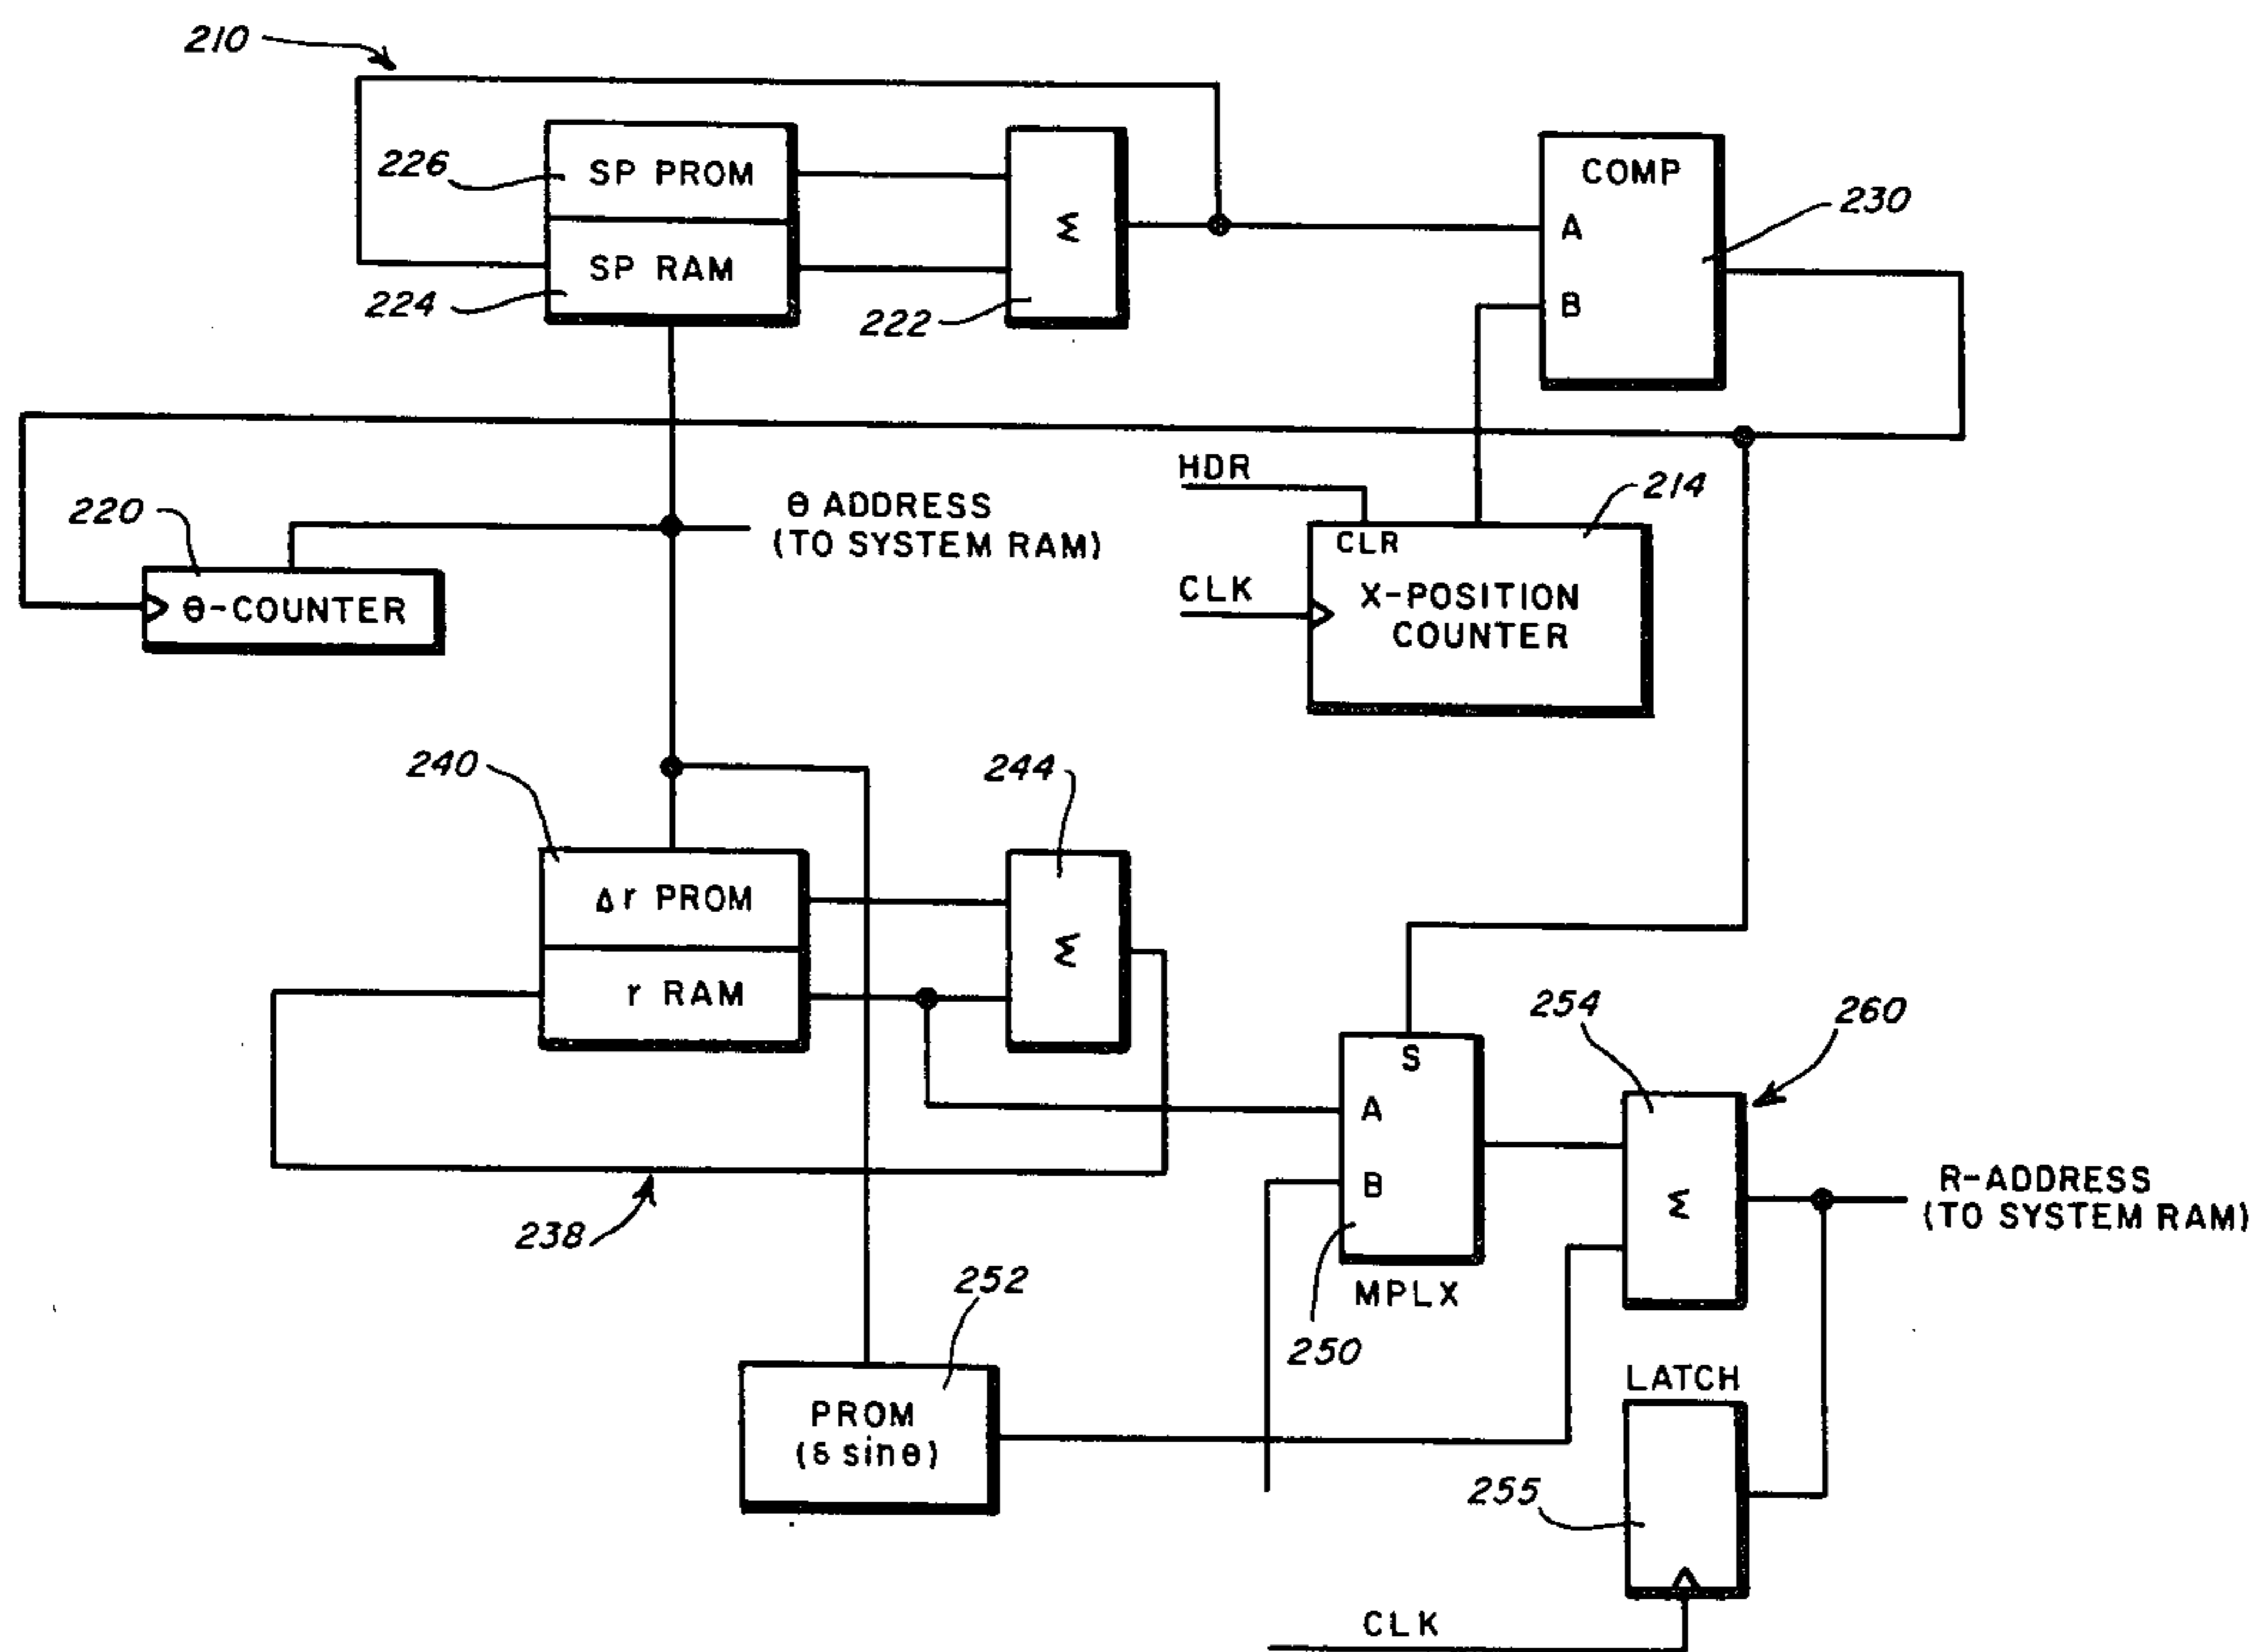 210
226
SP PROM
SP RAM
224
Σ
222
COMP
A
B
230
HDR
214
CLR
CLK
X-POSITION
COUNTER
220
θ ADDRESS
(TO SYSTEM RAM)
θ-COUNTER
240
244
Δr PROM
r RAM
Σ
238
254
260
S
A
B
MPLX
250
Σ
R-ADDRESS
(TO SYSTEM RAM)
252
PROM
(δ sinθ)
LATCH
255
CLK